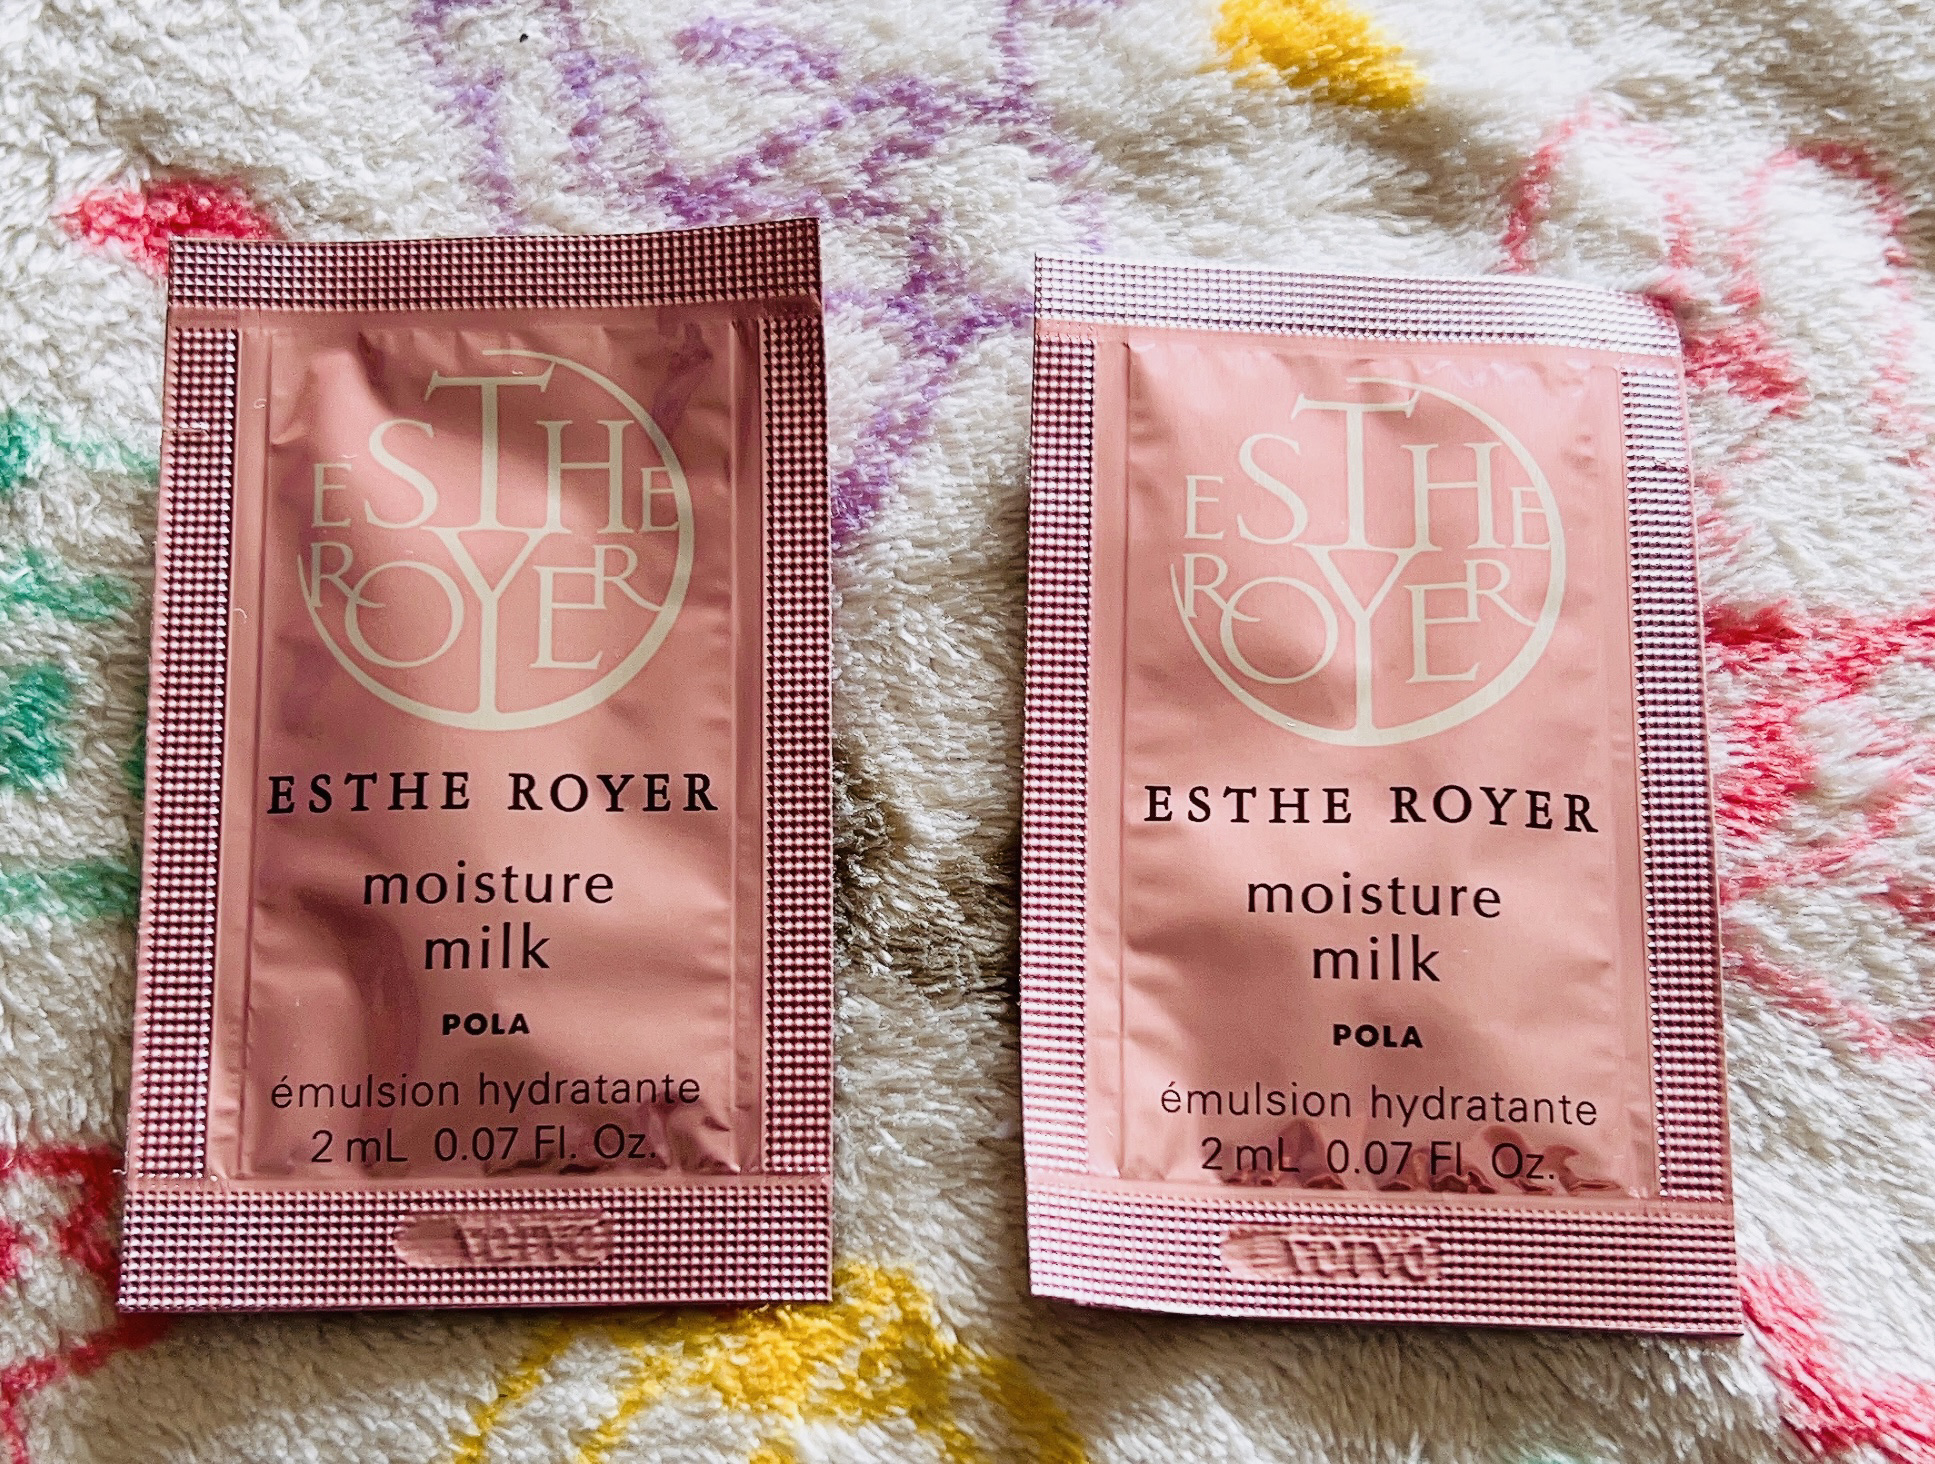 ESTHE
ROYER
ESTHE ROYER
moisture
milk
POLA
émulsion hydratante
2 mL 0.07 Fl. Oz.
ESTHE
ROYER
ESTHE ROYER
moisture
milk
POLA
émulsion hydratante
2 mL 0.07 Fl. Oz.